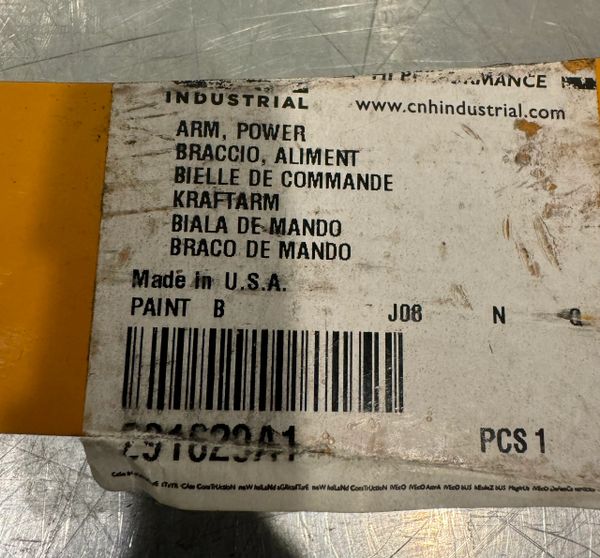 INDUSTRIAL
www.cnhindustrial.com
ARM, POWER
BRACCIO, ALIMENT
BIELLE DE COMMANDE
KRAFTARM
BIALA DE MANDO
BRACO DE MANDO
Made in U.S.A.
PAINT B J08 N
291629A1 PCS 1